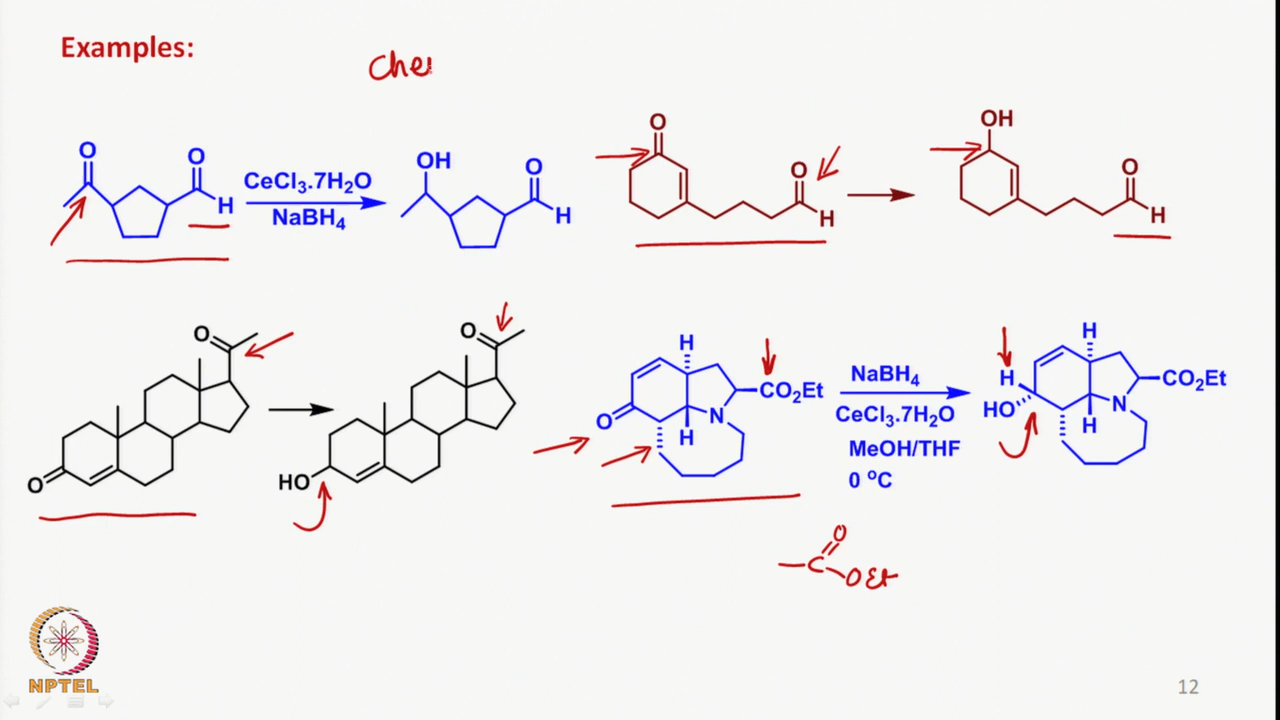 Examples:
Che
O
O
H
CeCl3.7H2O
NaBH4
OH
O
H
O
O
H
OH
O
H
O
O
O
HO
O
H
H
N
CO2Et
NaBH4
CeCl3.7H2O
MeOH/THF
0 °C
H
H
HO
H
N
CO2Et
O
C
OEt
NPTEL
12